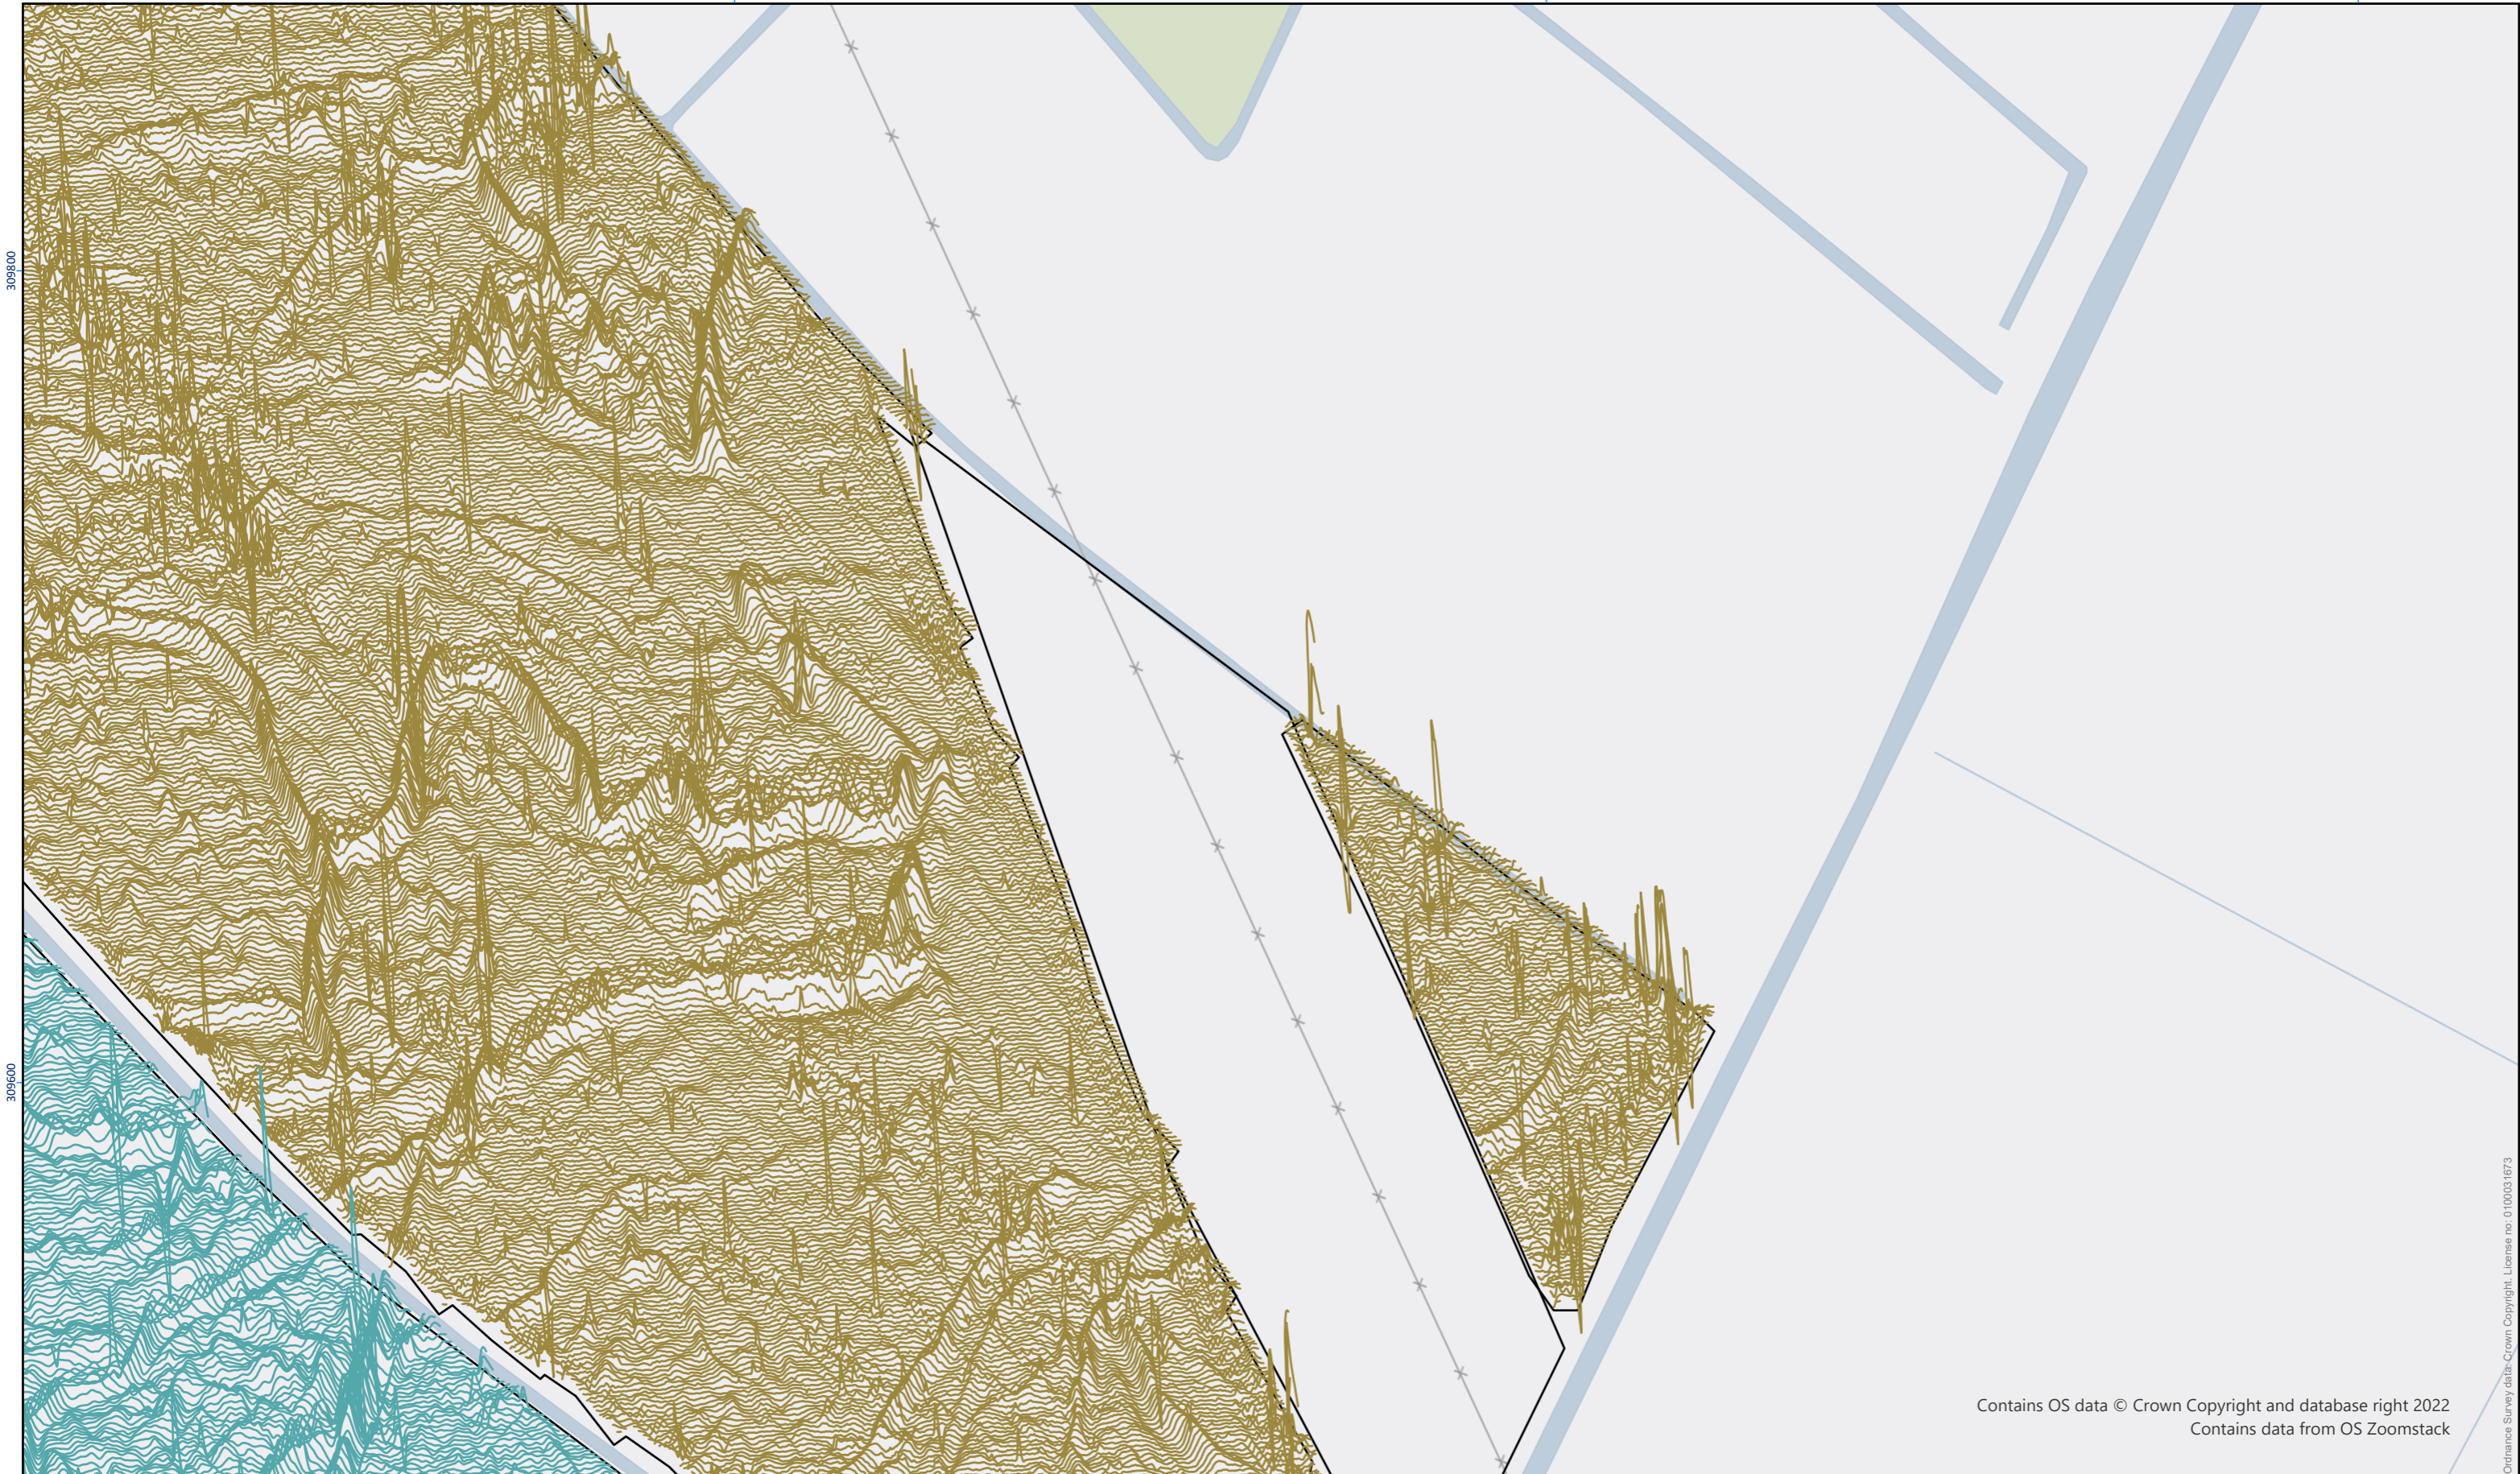 309800
309600
Contains OS data © Crown Copyright and database right 2022
Contains data from OS Zoomstack
Ordnance Survey data: Crown Copyright. License no: 0100031673